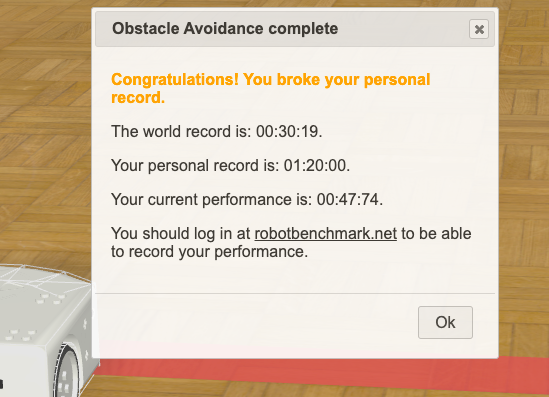 Obstacle Avoidance complete
Congratulations! You broke your personal
record.
The world record is: 00:30:19.
Your personal record is: 01:20:00.
Your current performance is: 00:47:74.
You should log in at robotbenchmark.net to be able
to record your performance.
Ok